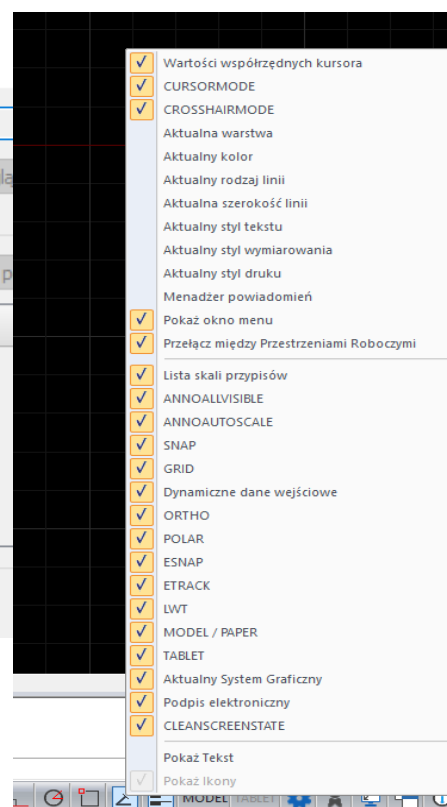 Wartości współrzędnych kursora
CURSORMODE
CROSSHAIRMODE
Aktualna warstwa
Aktualny kolor
Aktualny rodzaj linii
Aktualna szerokość linii
Aktualny styl tekstu
Aktualny styl wymiarowania
Aktualny styl druku
Menadżer powiadomień
Pokaż okno menu
Przełącz między Przestrzeniami Roboczymi
Lista skali przypisów
ANNOALLVISIBLE
ANNOAUTOSCALE
SNAP
GRID
Dynamiczne dane wejściowe
ORTHO
POLAR
ESNAP
ETRACK
LWT
MODEL / PAPER
TABLET
Aktualny System Graficzny
Podpis elektroniczny
CLEANSCREENSTATE
Pokaż Tekst
Pokaż Ikony
MODEL TABLET